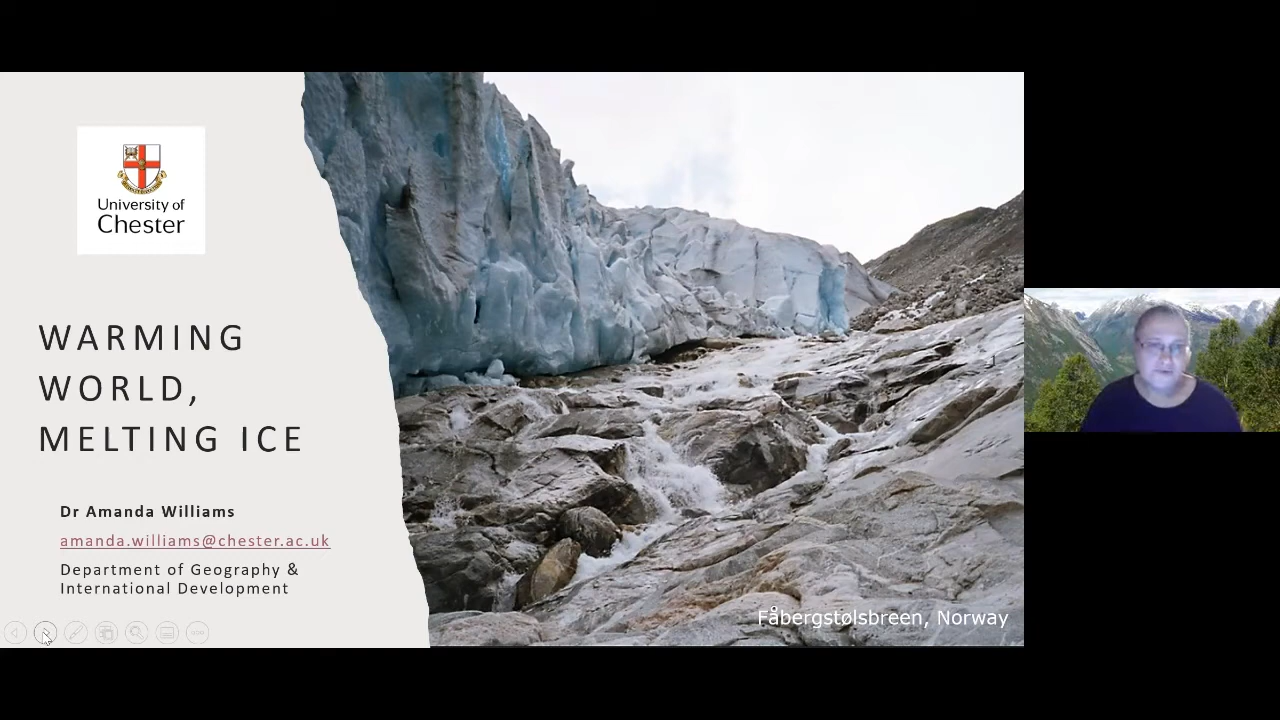 University of
Chester
WARMING
WORLD,
MELTING ICE
Dr Amanda Williams
amanda.williams@chester.ac.uk
Department of Geography &
International Development
Fåbergstølsbreen, Norway